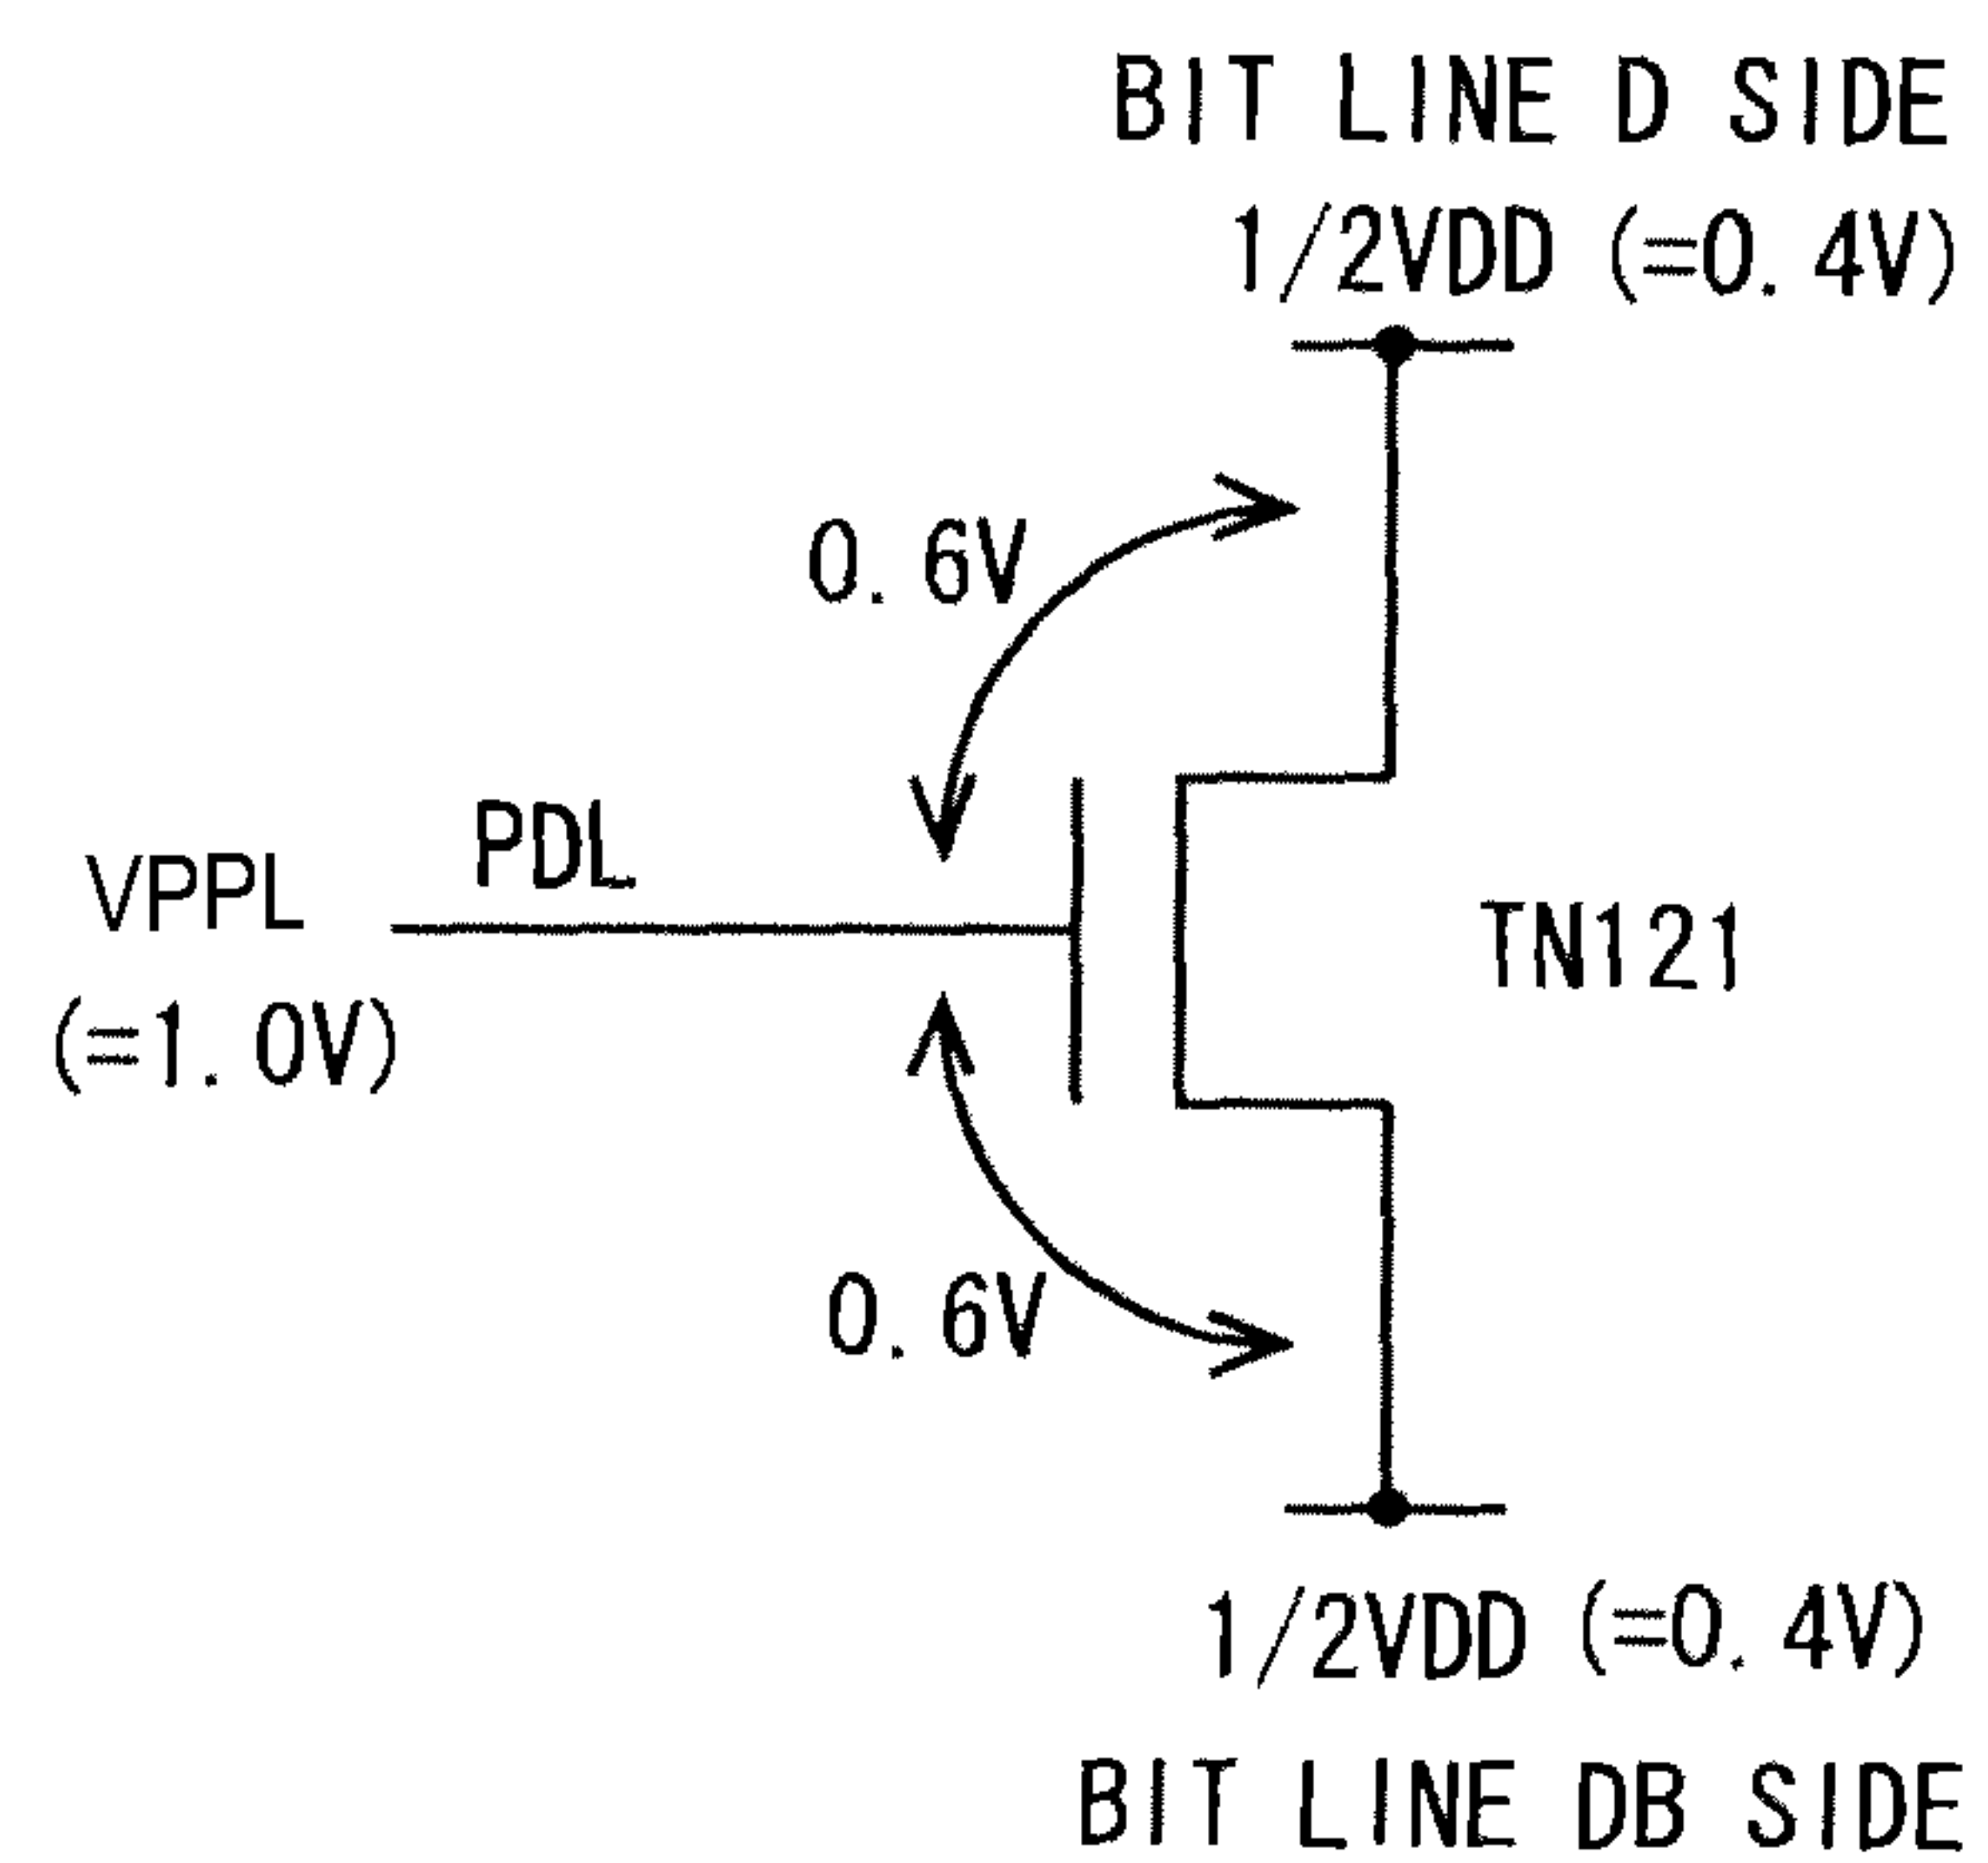 BIT LINE D SIDE
1/2VDD (=0.4V)
0.6V
PDL
VPPL
(=1.0V)
TN121
0.6V
1/2VDD (=0.4V)
BIT LINE DB SIDE